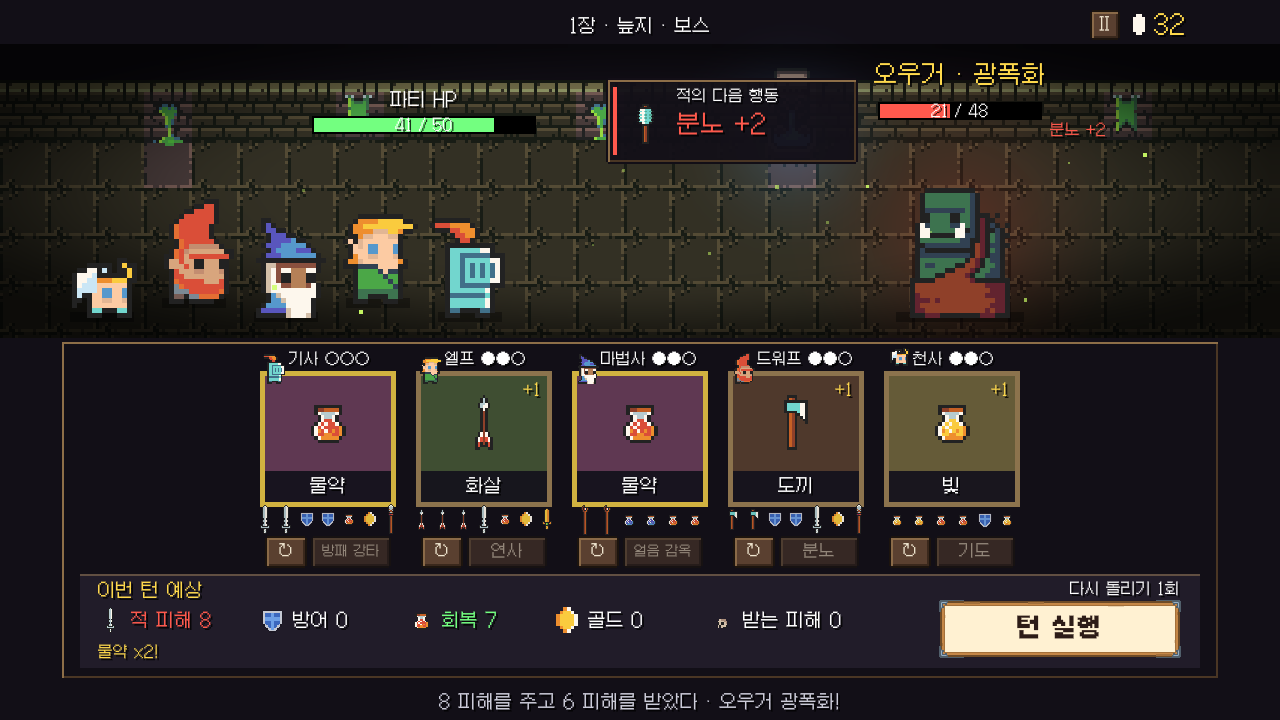 1장 · 늪지 · 보스
II
32
파티 HP
41 / 50
적의 다음 행동
분노 +2
오우거 · 광폭화
21 / 48
분노 +2
기사
엘프
마법사
드워프
천사
+1
+1
+1
물약
화살
물약
도끼
빛
↻ 방패 강타
↻ 연사
↻ 얼음 감옥
↻ 분노
↻ 기도
이번 턴 예상
다시 돌리기 1회
적 피해 8
방어 0
회복 7
골드 0
받는 피해 0
턴 실행
물약 x2!
8 피해를 주고 6 피해를 받았다 · 오우거 광폭화!